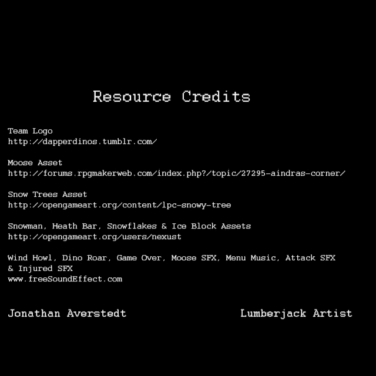 Resource Credits
Team Logo
http://dapperdinos.tumblr.com/
Moose Asset
http://forums.rpgmakerweb.com/index.php?/topic/27295-aindras-corner/
Snow Trees Asset
http://opengameart.org/content/lpc-snowy-tree
Snowman, Heath Bar, Snowflakes & Ice Block Assets
http://opengameart.org/users/nexust
Wind Howl, Dino Roar, Game Over, Moose SFX, Menu Music, Attack SFX
& Injured SFX
www.freeSoundEffect.com
Jonathan Averstedt Lumberjack Artist